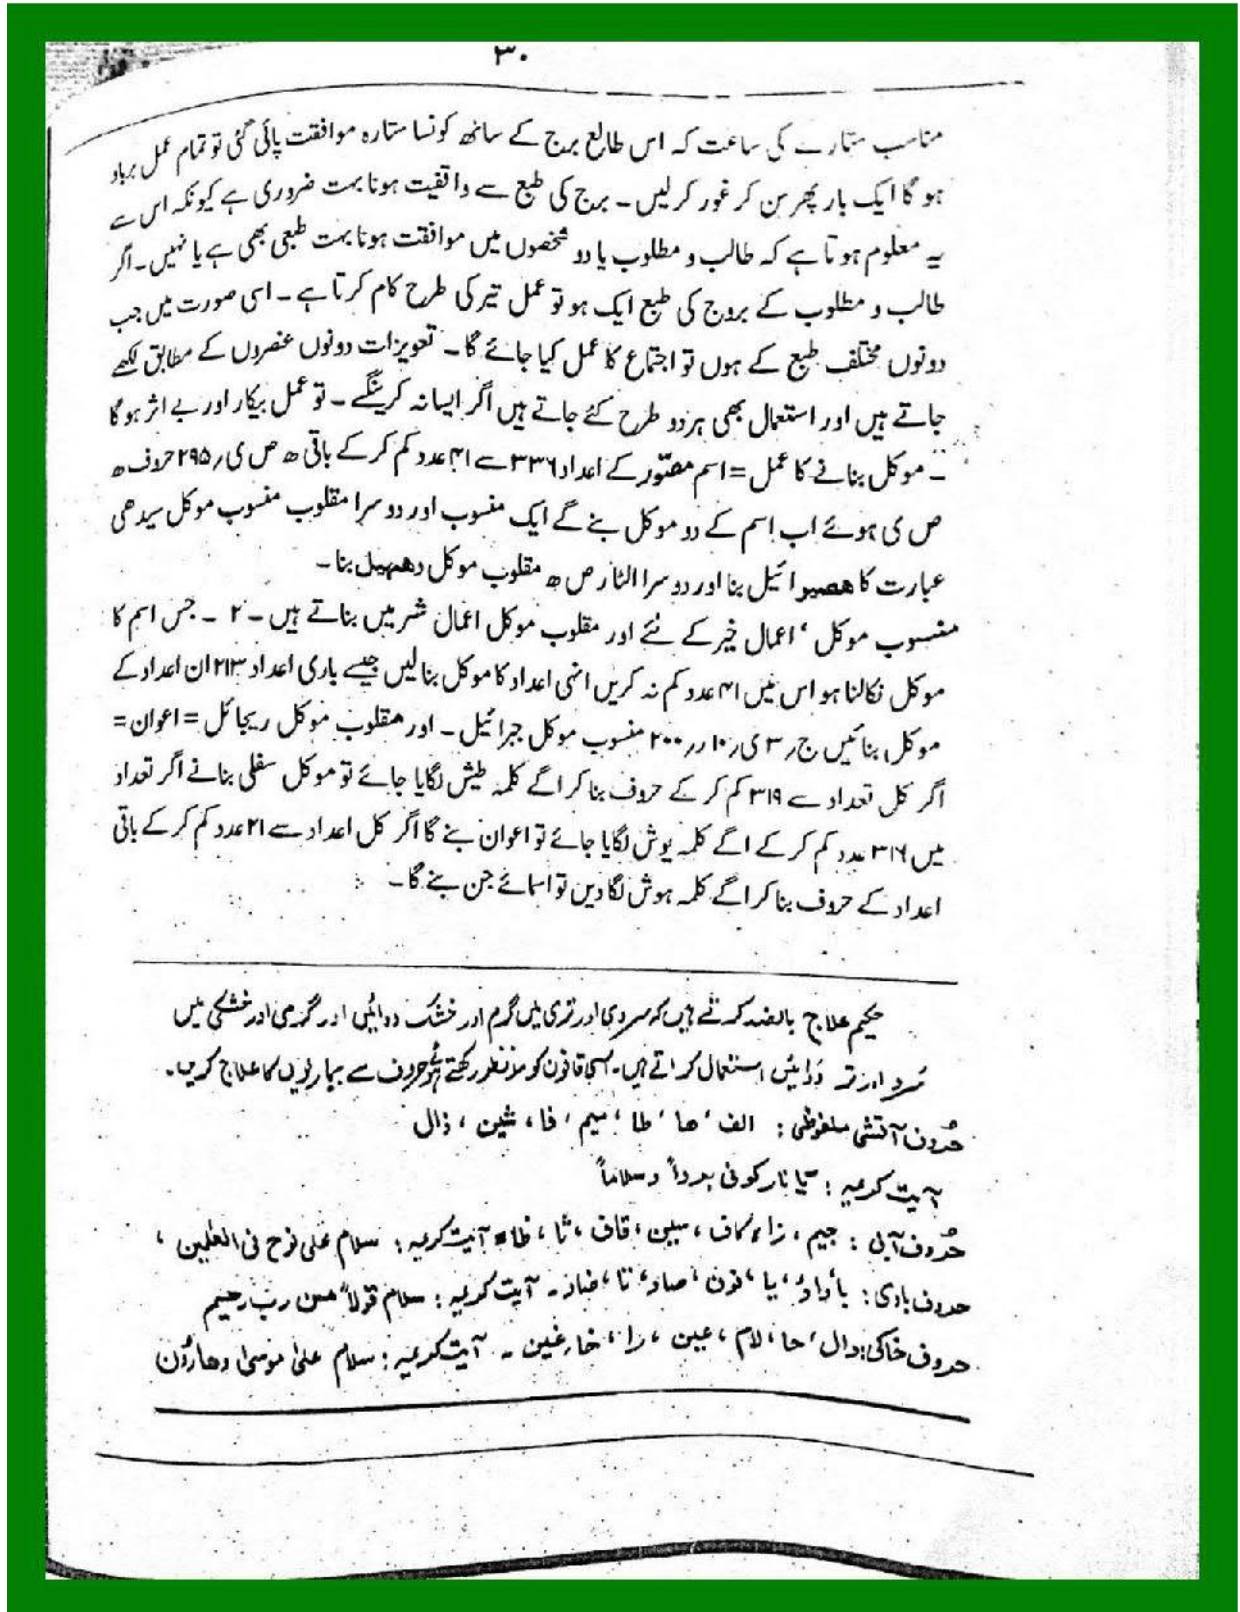 ۳۰
مناسب ستارے کی ساعت کہ اس طالع برج کے ساتھ کونسا ستارہ موافقت پائی گئی تو تمام عمل برباد
ہو گا ایک بار پھر سن کر غور کر لیں ۔ برج کی طبع سے واقفیت ہونا بہت ضروری ہے کیونکہ اس سے
یہ معلوم ہوتا ہے کہ طالب و مطلوب یا دو شخصوں میں موافقت ہونا بہت طبعی بھی ہے یا نہیں ۔ اگر
طالب و مطلوب کے بروج کی طبع ایک ہو تو عمل تیر کی طرح کام کرتا ہے ۔ اسی صورت میں جب
دونوں مختلف طبع کے ہوں تو اجتماع کا عمل کیا جائے گا ۔ تعویزات دونوں عنصروں کے مطابق لکھے
جاتے ہیں اور استعمال بھی ہر دو طرح کئے جاتے ہیں اگر ایسا نہ کرینگے ۔ تو عمل بیکار اور بے اثر ہو گا
۔ موکل بنانے کا عمل = اسم مصوّر کے اعداد ۳۳۶ سے ۴۱ عدد کم کر کے باقی ھ ص ی ر ۲۹۵ حروف ھ
ص ی ہوئے اب اسم کے دو موکل بنے گے ایک منسوب اور دوسرا مقلوب منسوب موکل سیدھی
عبارت کا ھصیوائیل بنا اور دوسرا الٹا ر ص ھ مقلوب موکل دھہیل بنا ۔
منسوب موکل ' اعمال خیر کے لئے اور مقلوب موکل اعمال شر میں بناتے ہیں ۔ ۲ ۔ جس اسم کا
موکل نکالنا ہو اس میں ۴۱ عدد کم نہ کریں انہی اعداد کا موکل بنا لیں جیسے باری اعداد ۲۱۳ ان اعداد کے
موکل بنائیں ج ر ۳ ی ر ۱۰ ر ر ۲۰۰ منسوب موکل جبرائیل ۔ اور مقلوب موکل ریجائل = اعوان =
اگر کل تعداد سے ۳۱۹ کم کر کے حروف بنا کر اگے کلمہ طیش لگایا جائے تو موکل سفلی بنانے اگر تعداد
میں ۳۱۶ عدد کم کر کے اگے کلمہ یوش لگایا جائے تو اعوان بنے گا اگر کل اعداد سے ۲۱ عدد کم کر کے باقی
اعداد کے حروف بنا کر اگے کلمہ ہوش لگا دیں تو اسمائے جن بنے گا ۔
حکیم علاج بالضد کرتے ہیں کہ سردی اور تری میں گرم اور خشک دوائیں اور گرمی اور خشکی میں
سرد اور تر دوائیں استعمال کراتے ہیں۔ اسی قانون کو مدنظر رکھتے ہوئے حروف سے بیماریوں کا علاج کریں۔
حُروف آتشی ملفوظی : الف ' ھا ' طا ' میم ' فا ، شین ، ذال
آیت کریمہ : یَا نار کونی برداً وسلاماً
حُروف آبی : جیم ، زا ، کاف ، سین ، قاف ، ثا ، ظا، آیت کریمہ : سلام علی نوح فی العٰلمین ،
حروف بادی : با، واو ' یا ' نون ' صاد ' تا ' ضاد ۔ آیت کریمہ : سلام قولاً من رب رحیم
حروف خاکی : دال ' حا ، لام ، عین ، را ، خا ، غین ۔ آیت کریمہ : سلام علیٰ موسیٰ وھارون